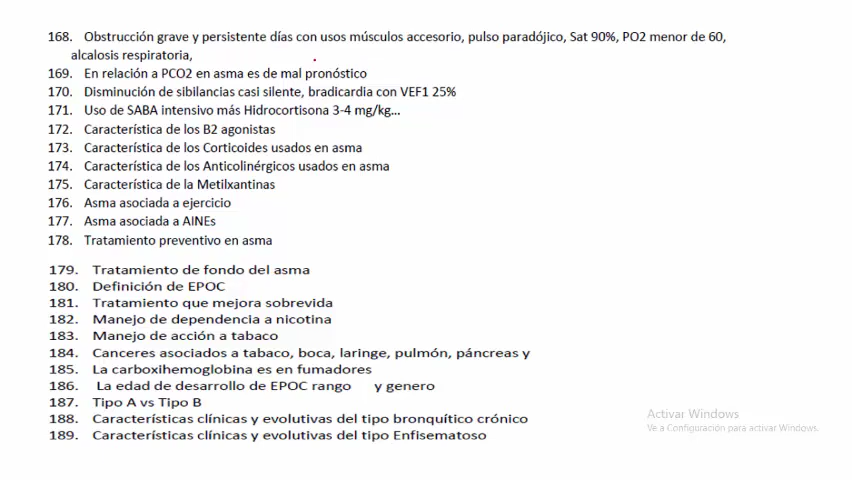 168. Obstrucción grave y persistente días con usos músculos accesorio, pulso paradójico, Sat 90%, PO2 menor de 60,
alcalosis respiratoria,
169. En relación a PCO2 en asma es de mal pronóstico
170. Disminución de sibilancias casi silente, bradicardia con VEF1 25%
171. Uso de SABA intensivo más Hidrocortisona 3-4 mg/kg...
172. Característica de los B2 agonistas
173. Característica de los Corticoides usados en asma
174. Característica de los Anticolinérgicos usados en asma
175. Característica de la Metilxantinas
176. Asma asociada a ejercicio
177. Asma asociada a AINEs
178. Tratamiento preventivo en asma
179. Tratamiento de fondo del asma
180. Definición de EPOC
181. Tratamiento que mejora sobrevida
182. Manejo de dependencia a nicotina
183. Manejo de acción a tabaco
184. Canceres asociados a tabaco, boca, laringe, pulmón, páncreas y
185. La carboxihemoglobina es en fumadores
186. La edad de desarrollo de EPOC rango y genero
187. Tipo A vs Tipo B
188. Características clínicas y evolutivas del tipo bronquítico crónico
189. Características clínicas y evolutivas del tipo Enfisematoso
Activar Windows
Ve a Configuración para activar Windows.